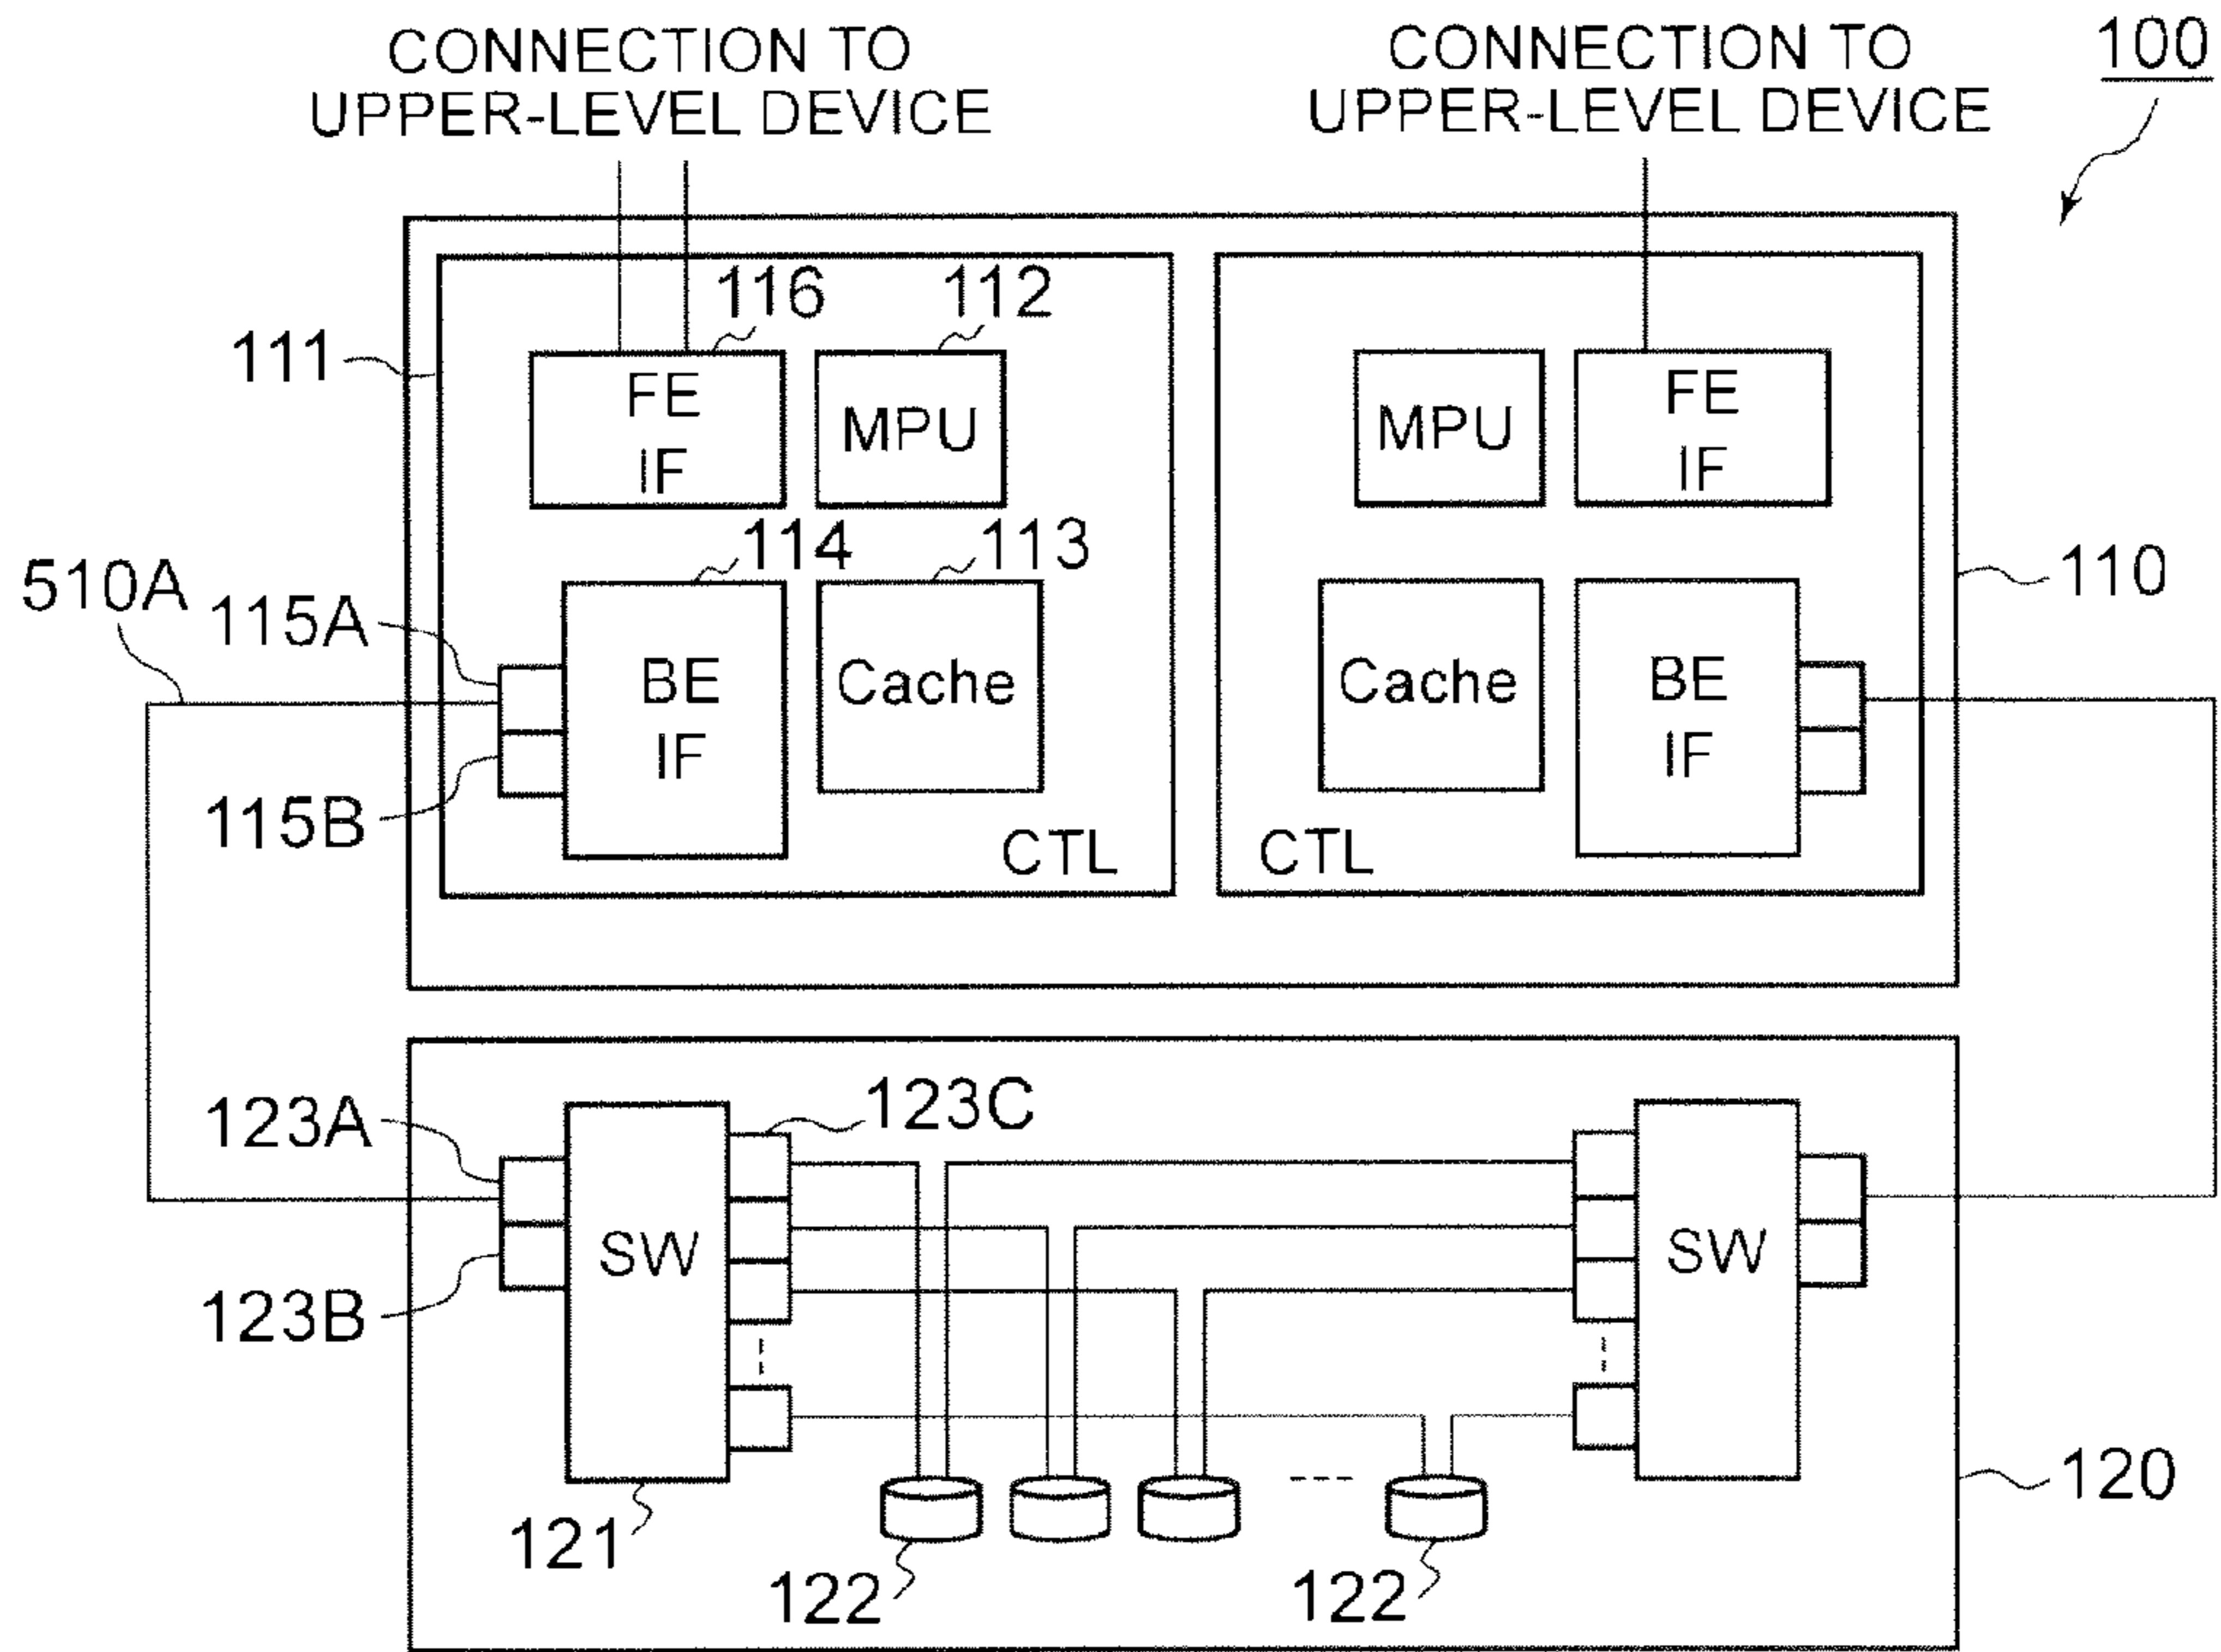 CONNECTION TO
UPPER-LEVEL DEVICE
CONNECTION TO
UPPER-LEVEL DEVICE
100
111
116
112
FE
IF
MPU
MPU
FE
IF
510A
115A
115B
114
113
BE
IF
Cache
CTL
Cache
BE
IF
CTL
110
123A
123B
123C
SW
SW
121
122
122
120